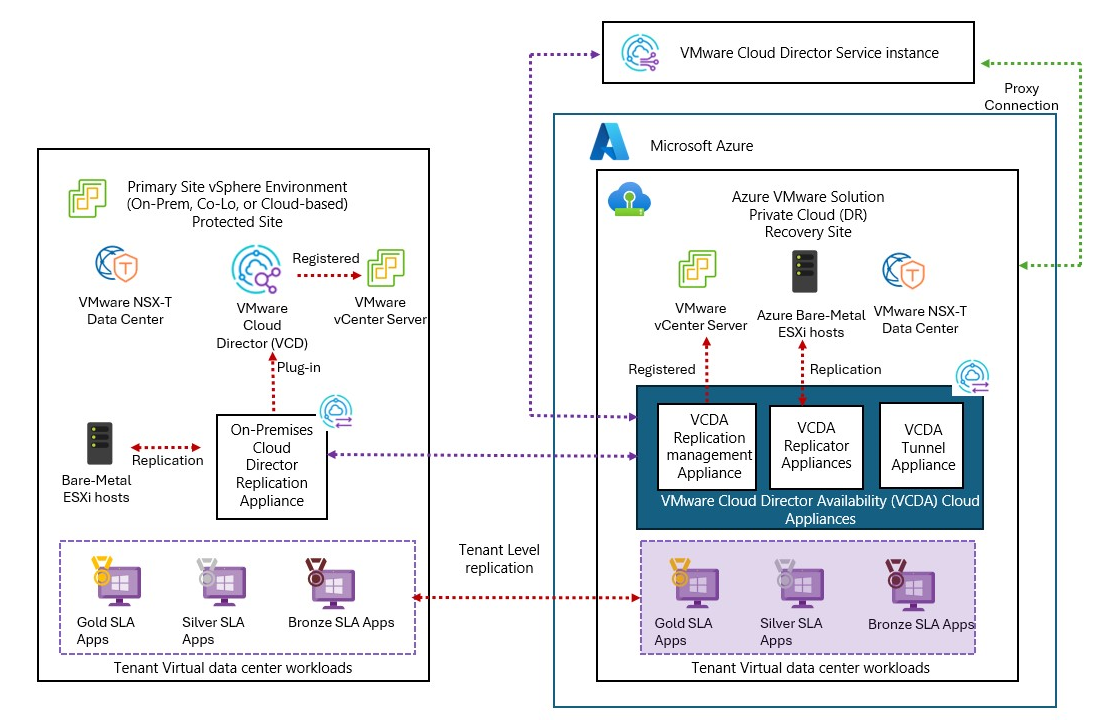 VMware Cloud Director Service instance
Proxy
Connection
Microsoft Azure
Primary Site vSphere Environment
(On-Prem, Co-Lo, or Cloud-based)
Protected Site
Registered
VMware NSX-T
Data Center
VMware
Cloud
Director (VCD)
VMware
vCenter Server
Plug-in
On-Premises
Cloud
Director
Replication
Appliance
Replication
Bare-Metal
ESXi hosts
Gold SLA
Apps
Silver SLA
Apps
Bronze SLA Apps
Tenant Virtual data center workloads
Tenant Level
replication
Azure VMware Solution
Private Cloud (DR)
Recovery Site
VMware
vCenter Server
Azure Bare-Metal
ESXi hosts
VMware NSX-T
Data Center
Registered
Replication
VCDA
Replication
management
Appliance
VCDA
Replicator
Appliances
VCDA
Tunnel
Appliance
VMware Cloud Director Availability (VCDA) Cloud
Appliances
Gold SLA
Apps
Silver SLA
Apps
Bronze SLA Apps
Tenant Virtual data center workloads